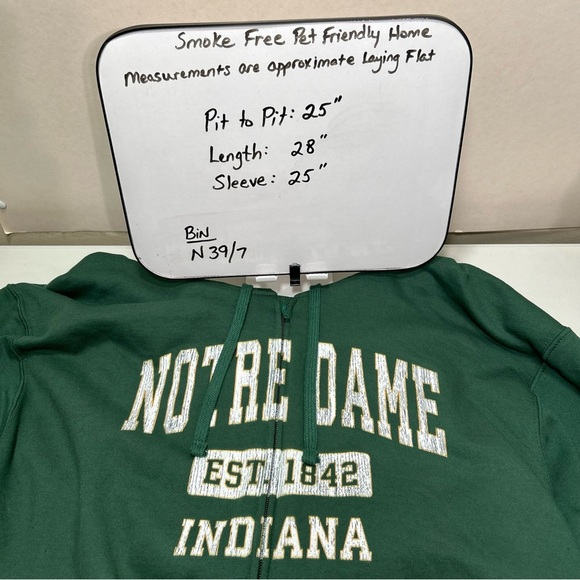 Smoke Free Pet Friendly Home
Measurements are approximate Laying Flat
Pit to Pit: 25"
Length: 28"
Sleeve: 25"
BiN
N39/7
NOTRE DAME
EST. 1842
INDIANA